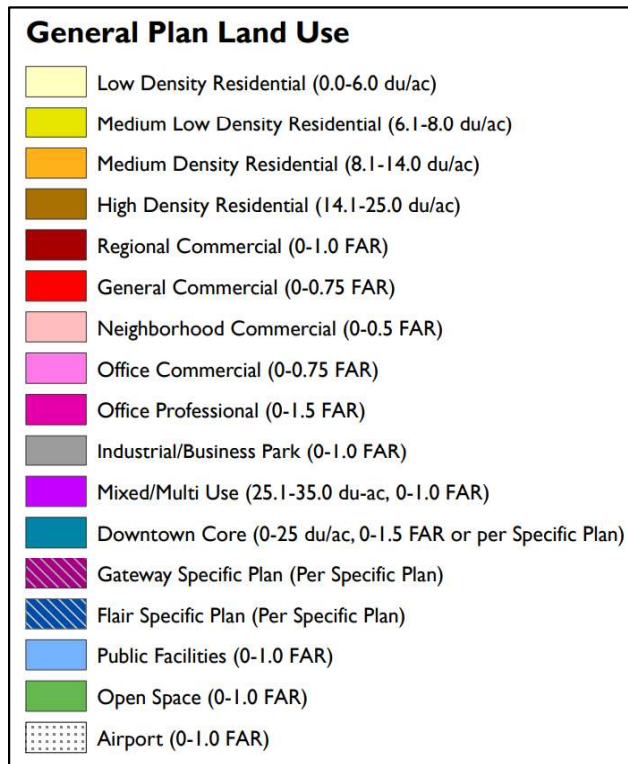 General Plan Land Use
Low Density Residential (0.0-6.0 du/ac)
Medium Low Density Residential (6.1-8.0 du/ac)
Medium Density Residential (8.1-14.0 du/ac)
High Density Residential (14.1-25.0 du/ac)
Regional Commercial (0-1.0 FAR)
General Commercial (0-0.75 FAR)
Neighborhood Commercial (0-0.5 FAR)
Office Commercial (0-0.75 FAR)
Office Professional (0-1.5 FAR)
Industrial/Business Park (0-1.0 FAR)
Mixed/Multi Use (25.1-35.0 du-ac, 0-1.0 FAR)
Downtown Core (0-25 du/ac, 0-1.5 FAR or per Specific Plan)
Gateway Specific Plan (Per Specific Plan)
Flair Specific Plan (Per Specific Plan)
Public Facilities (0-1.0 FAR)
Open Space (0-1.0 FAR)
Airport (0-1.0 FAR)